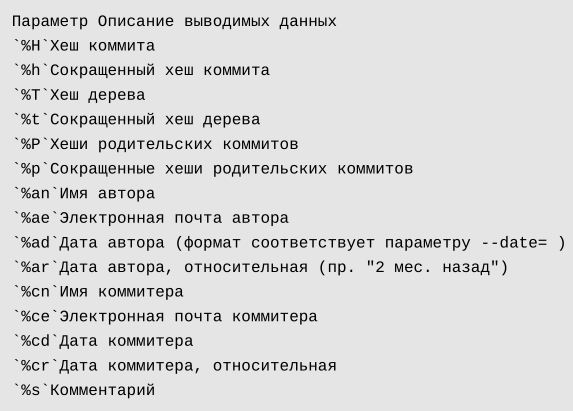 Параметр Описание выводимых данных
`%H`Хеш коммита
`%h`Сокращенный хеш коммита
`%T`Хеш дерева
`%t`Сокращенный хеш дерева
`%P`Хеши родительских коммитов
`%p`Сокращенные хеши родительских коммитов
`%an`Имя автора
`%ae`Электронная почта автора
`%ad`Дата автора (формат соответствует параметру --date= )
`%ar`Дата автора, относительная (пр. "2 мес. назад")
`%cn`Имя коммитера
`%ce`Электронная почта коммитера
`%cd`Дата коммитера
`%cr`Дата коммитера, относительная
`%s`Комментарий